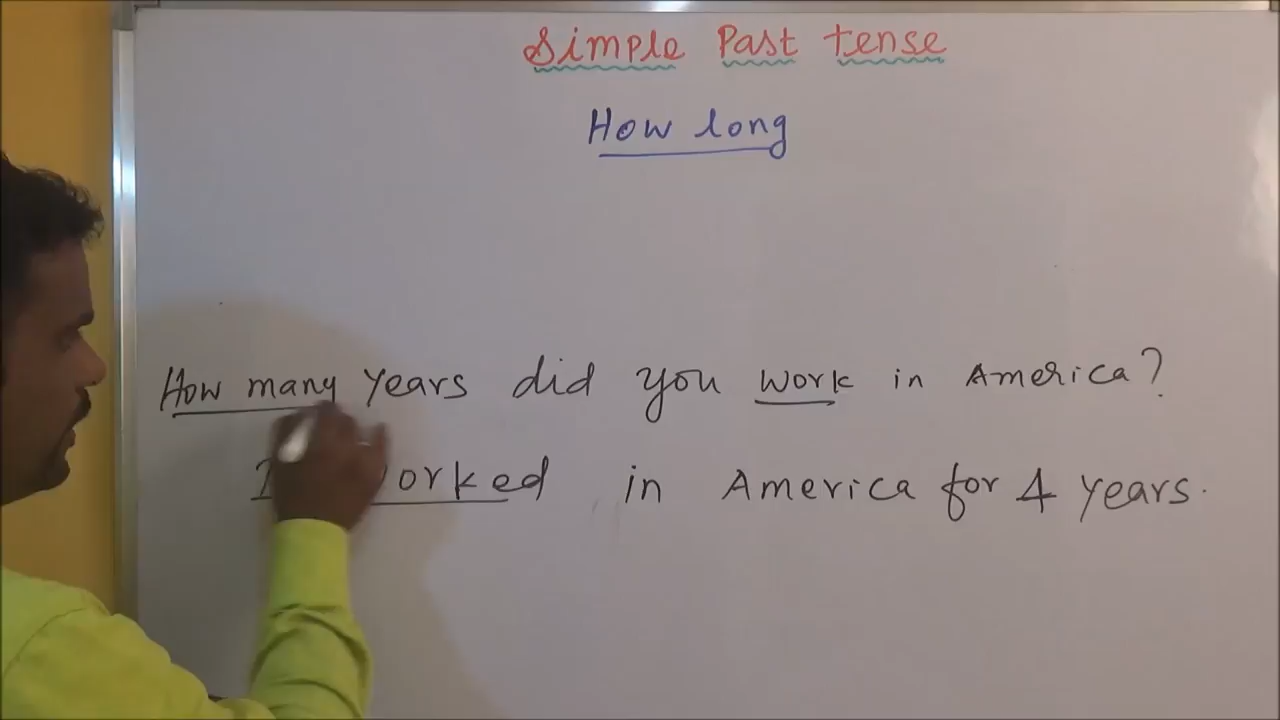 Simple Past tense
How long
How many years did you work in America?
I worked in America for 4 years.